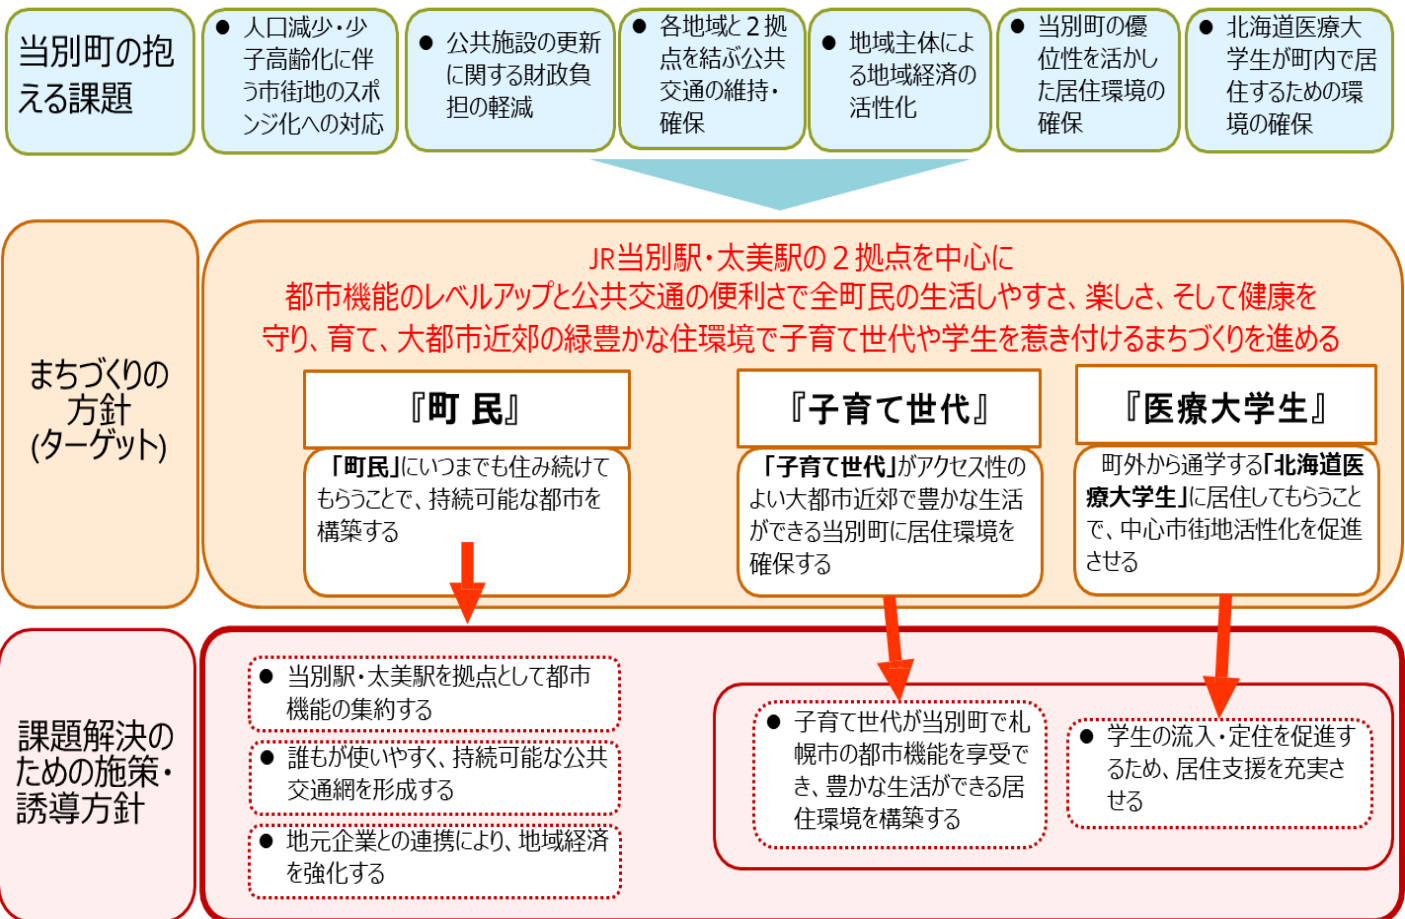 当別町の抱
える課題
● 人口減少・少
子高齢化に伴
う市街地のスポ
ンジ化への対応
● 公共施設の更新
に関する財政負
担の軽減
● 各地域と２拠
点を結ぶ公共
交通の維持・
確保
● 地域主体によ
る地域経済の
活性化
● 当別町の優
位性を活かし
た居住環境の
確保
● 北海道医療大
学生が町内で居
住するための環
境の確保
まちづくりの
方針
(ターゲット)
JR当別駅・太美駅の２拠点を中心に
都市機能のレベルアップと公共交通の便利さで全町民の生活しやすさ、楽しさ、そして健康を
守り、育て、大都市近郊の緑豊かな住環境で子育て世代や学生を惹き付けるまちづくりを進める
『町 民』
「町民」にいつまでも住み続けて
もらうことで、持続可能な都市を
構築する
『子育て世代』
「子育て世代」がアクセス性の
よい大都市近郊で豊かな生活
ができる当別町に居住環境を
確保する
『医療大学生』
町外から通学する「北海道医
療大学生」に居住してもらうこと
で、中心市街地活性化を促進
させる
課題解決の
ための施策・
誘導方針
● 当別駅・太美駅を拠点として都市
機能の集約する
● 誰もが使いやすく、持続可能な公共
交通網を形成する
● 地元企業との連携により、地域経済
を強化する
● 子育て世代が当別町で札
幌市の都市機能を享受で
き、豊かな生活ができる居
住環境を構築する
● 学生の流入・定住を促進す
るため、居住支援を充実さ
せる